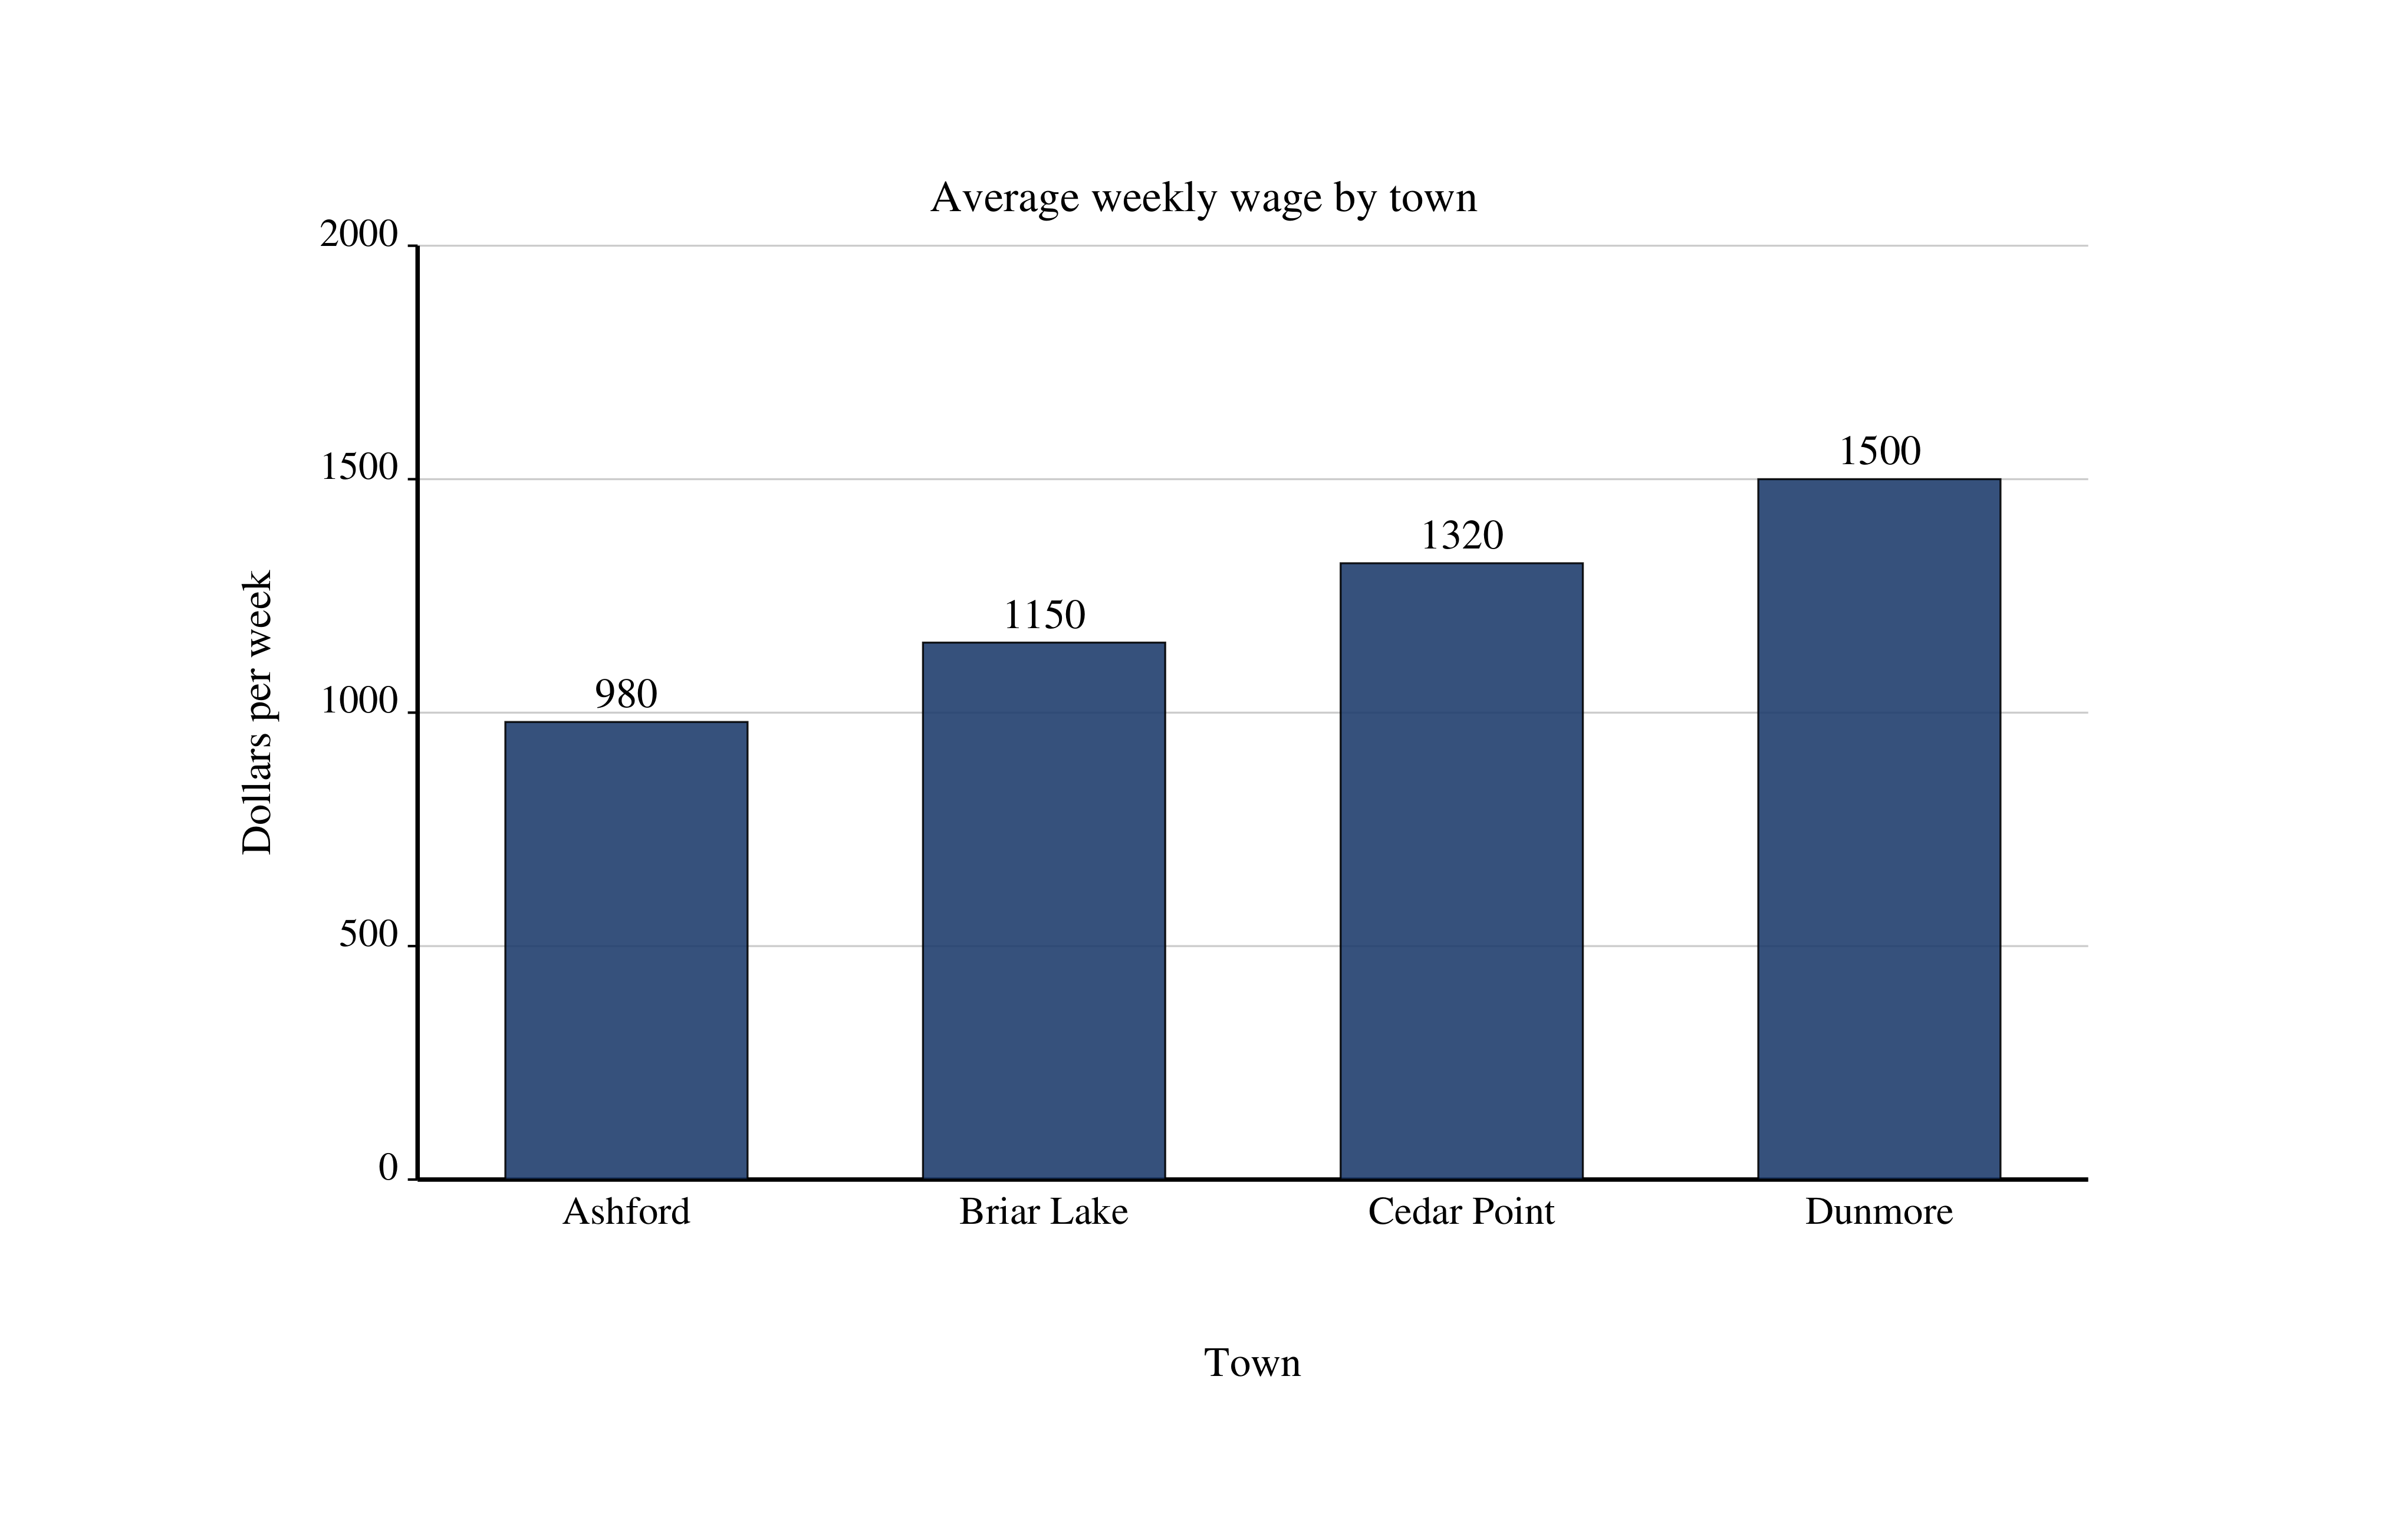 Average weekly wage by town
2000
1500
1000
500
0
Dollars per week
980
1150
1320
1500
Ashford
Briar Lake
Cedar Point
Dunmore
Town